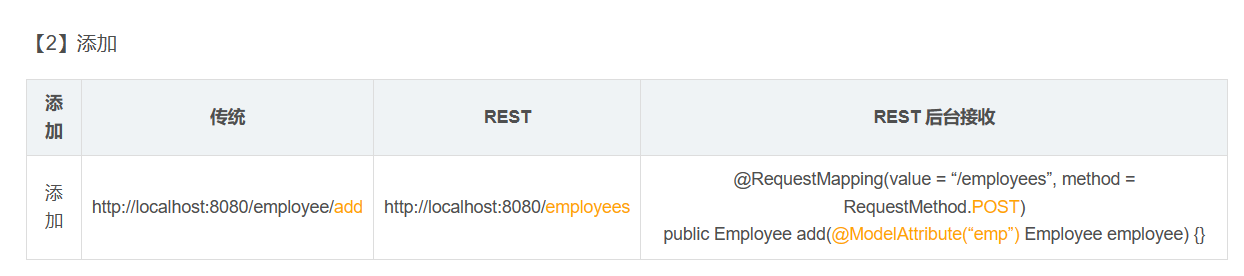 【2】添加
添
加
传统
REST
REST 后台接收
添
加
http://localhost:8080/employee/add
http://localhost:8080/employees
@RequestMapping(value = “/employees”, method =
RequestMethod.POST)
public Employee add(@ModelAttribute(“emp”) Employee employee) {}